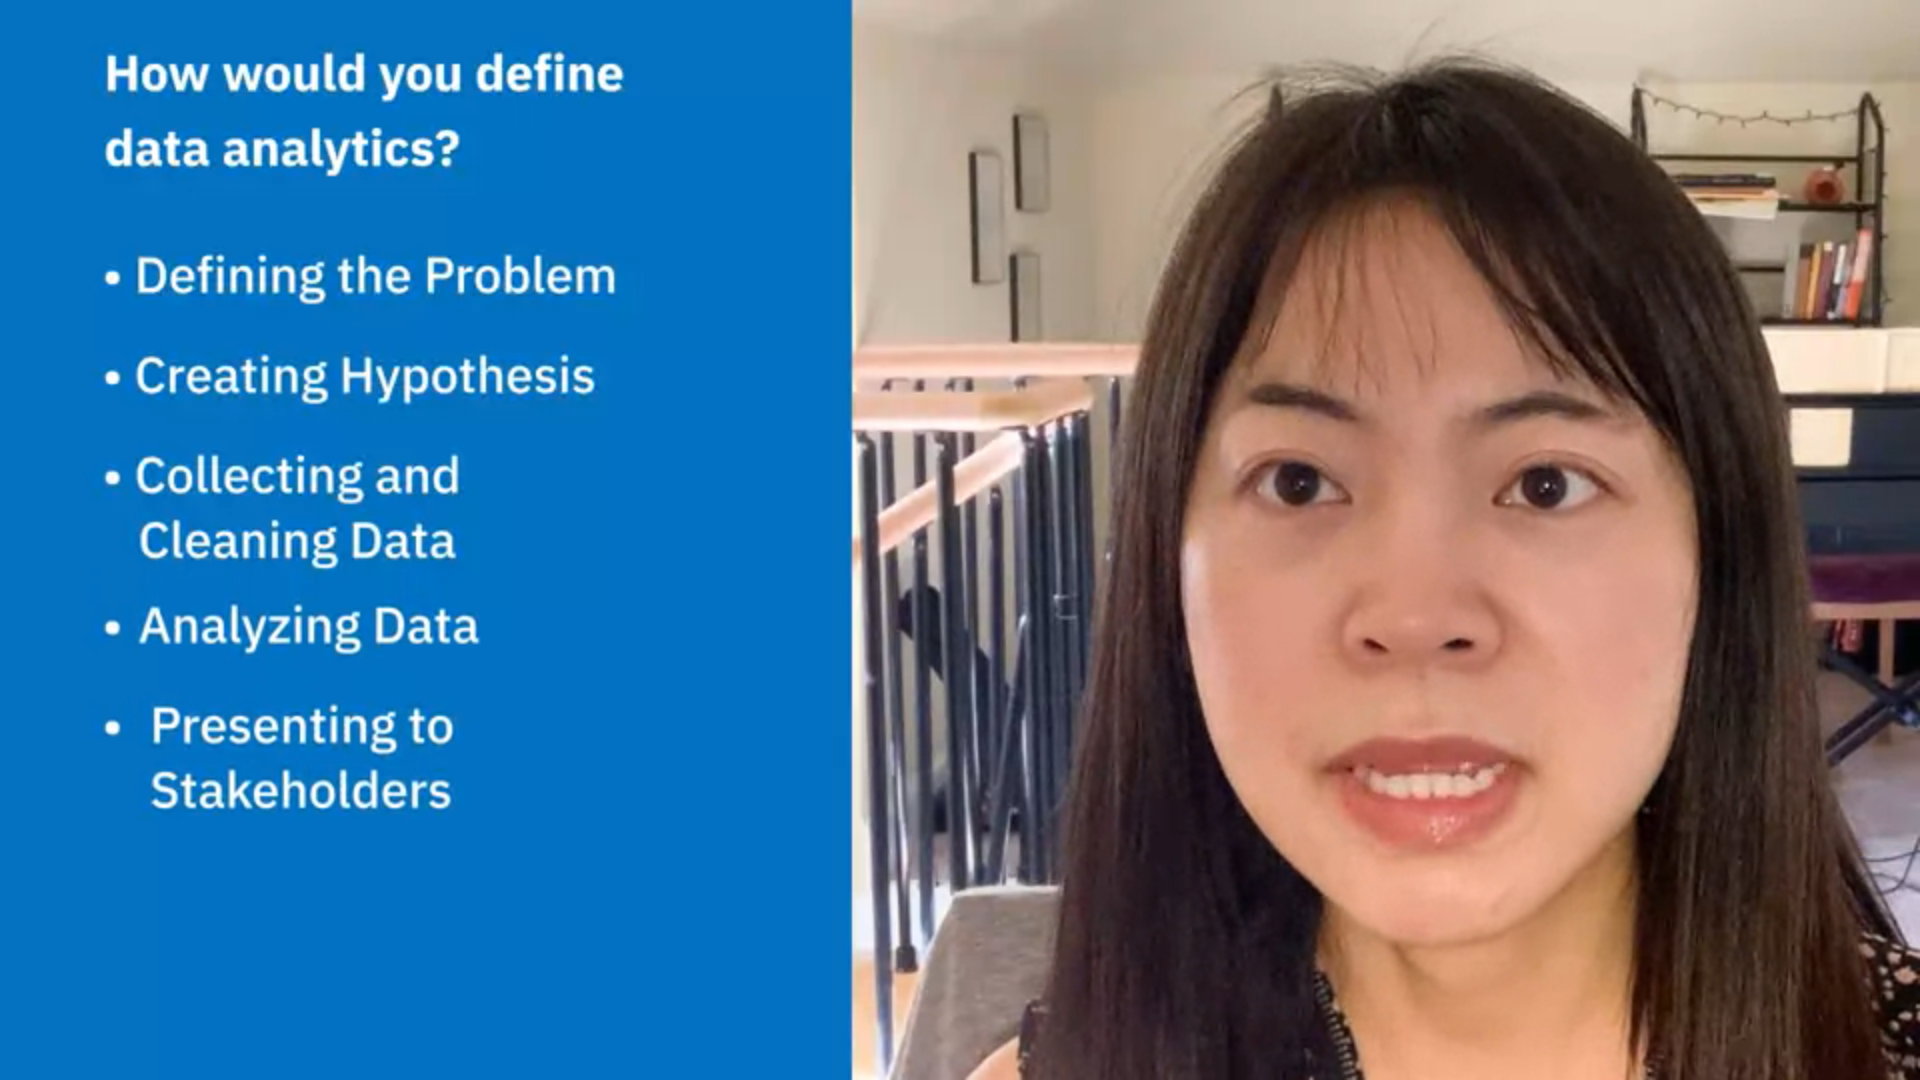 How would you define
data analytics?
• Defining the Problem
• Creating Hypothesis
• Collecting and
Cleaning Data
• Analyzing Data
• Presenting to
Stakeholders